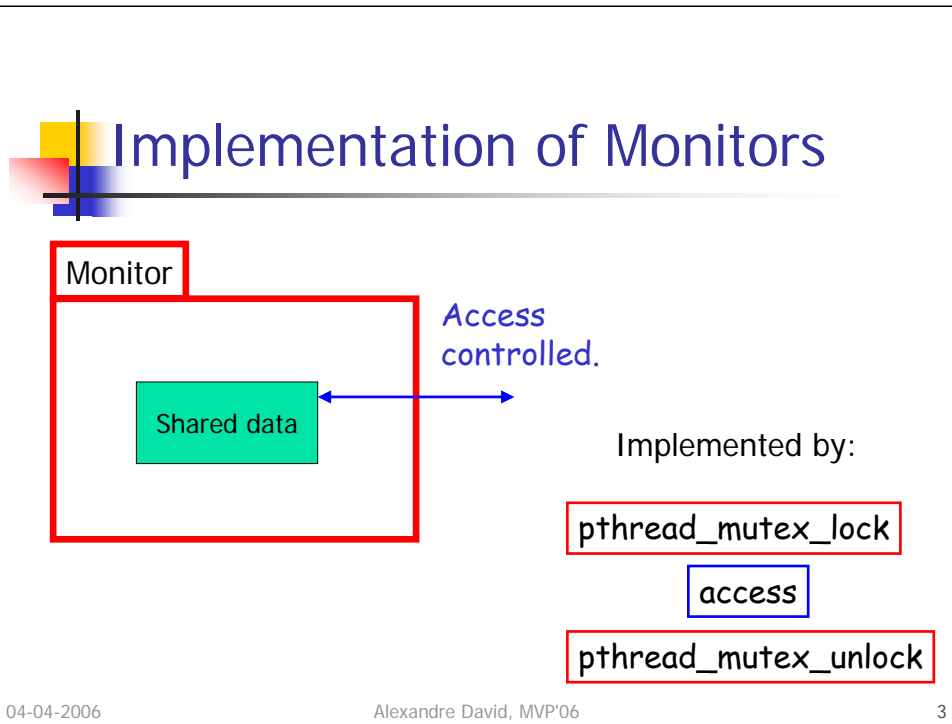 Implementation of Monitors
Monitor
Access
controlled.
Shared data
Implemented by:
pthread_mutex_lock
access
pthread_mutex_unlock
04-04-2006
Alexandre David, MVP'06
3